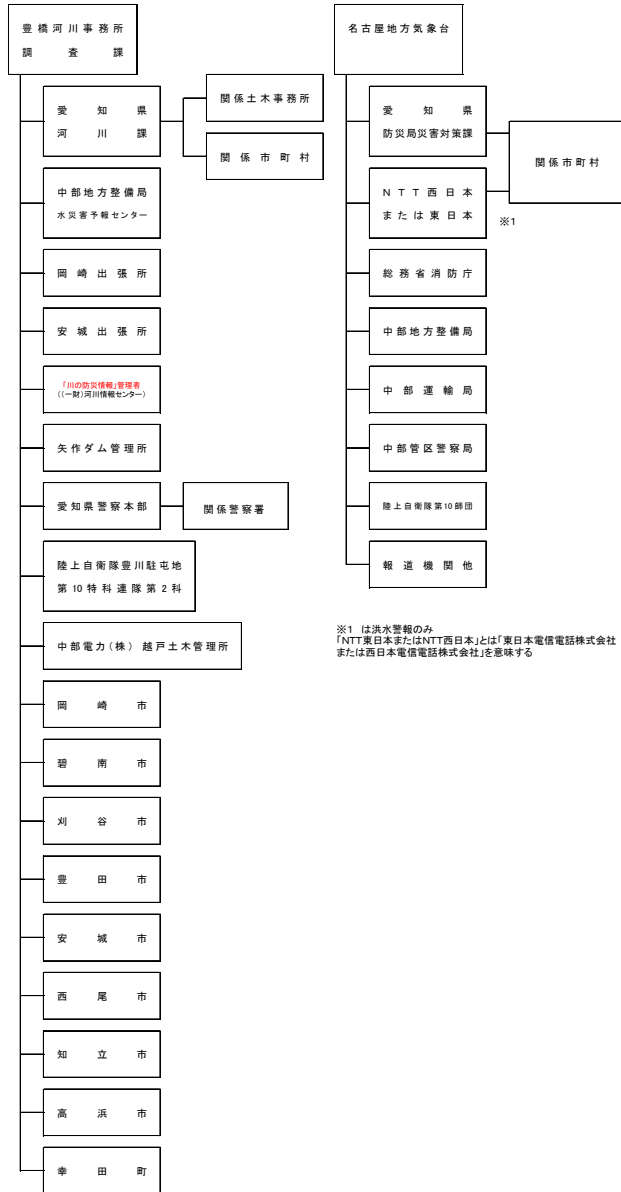 豊橋河川事務所
調査課
愛知県
河川課
関係土木事務所
関係市町村
中部地方整備局
水災害予報センター
岡崎出張所
安城出張所
「川の防災情報」管理者
((一財)河川情報センター)
矢作ダム管理所
愛知県警察本部
関係警察署
陸上自衛隊豊川駐屯地
第10特科連隊第2科
中部電力(株) 越戸土木管理所
岡崎市
碧南市
刈谷市
豊田市
安城市
西尾市
知立市
高浜市
幸田町
名古屋地方気象台
愛知県
防災局災害対策課
関係市町村
NTT西日本
または東日本
※1
総務省消防庁
中部地方整備局
中部運輸局
中部管区警察局
陸上自衛隊第10師団
報道機関他
※1 は洪水警報のみ
「NTT東日本またはNTT西日本」とは「東日本電信電話株式会社
または西日本電信電話株式会社」を意味する